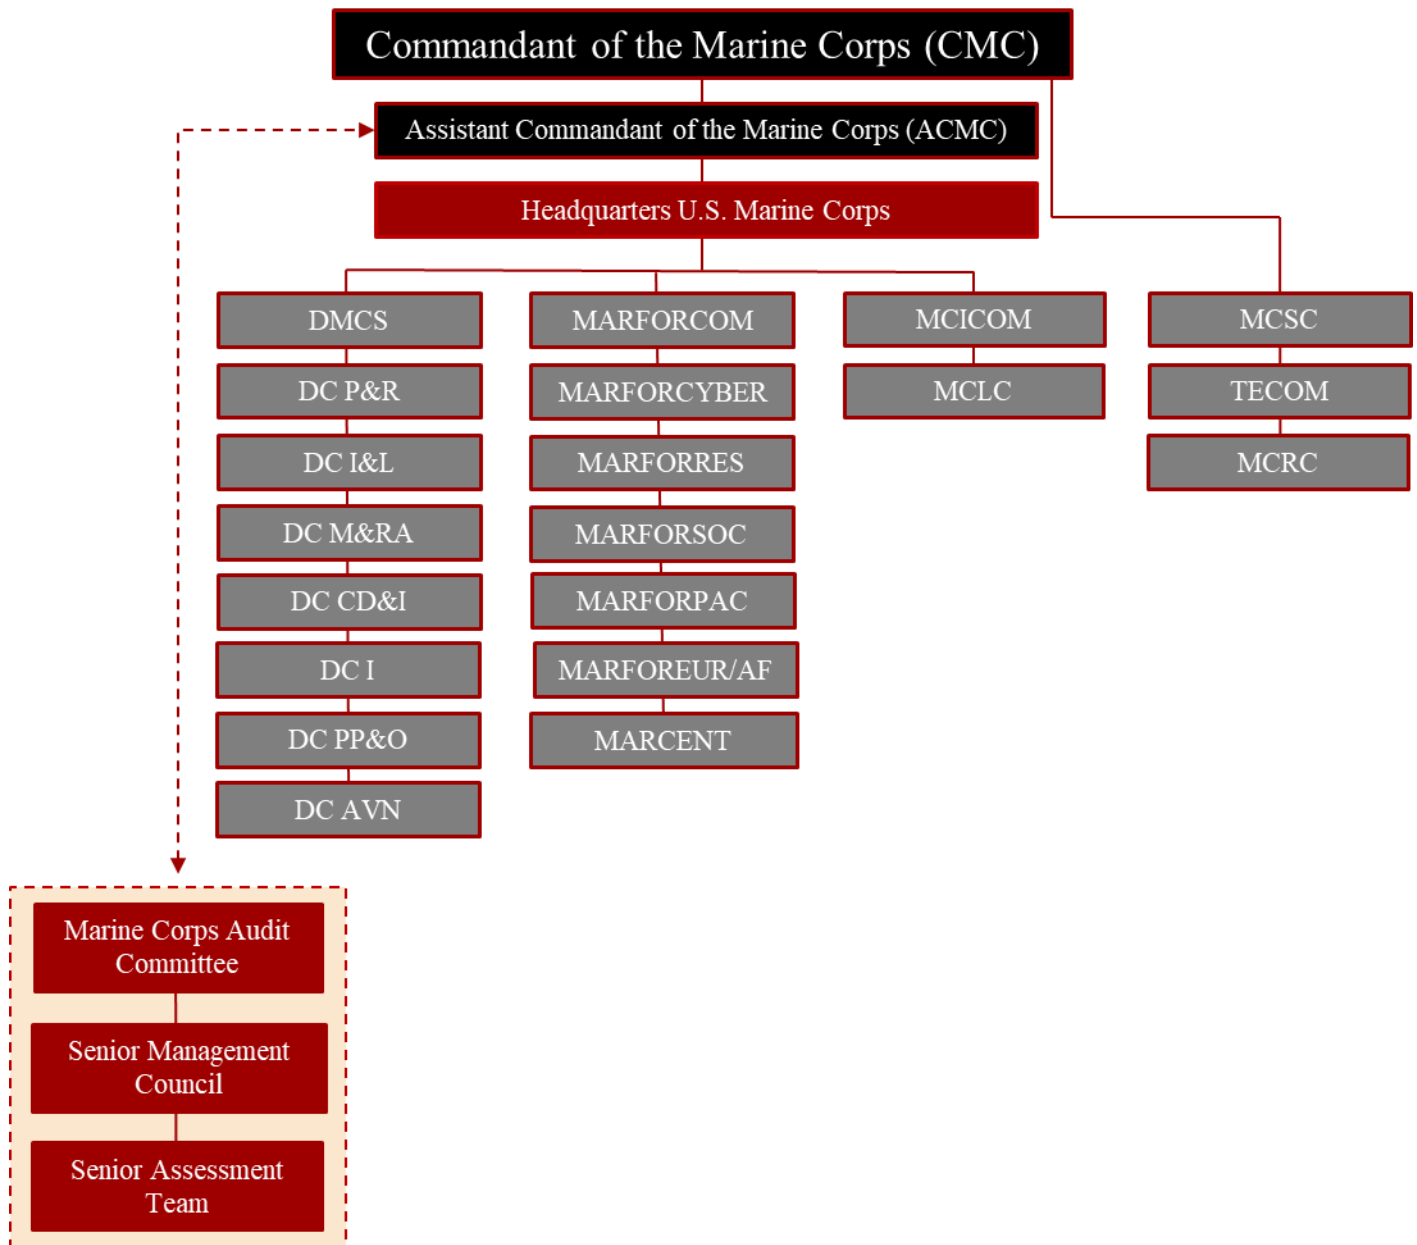 Commandant of the Marine Corps (CMC)
Assistant Commandant of the Marine Corps (ACMC)
Headquarters U.S. Marine Corps
DMCS
DC P&R
DC I&L
DC M&RA
DC CD&I
DC I
DC PP&O
DC AVN
MARFORCOM
MARFORCYBER
MARFORRES
MARFORSOC
MARFORPAC
MARFOREUR/AF
MARCENT
MCICOM
MCLC
MCSC
TECOM
MCRC
Marine Corps Audit
Committee
Senior Management
Council
Senior Assessment
Team